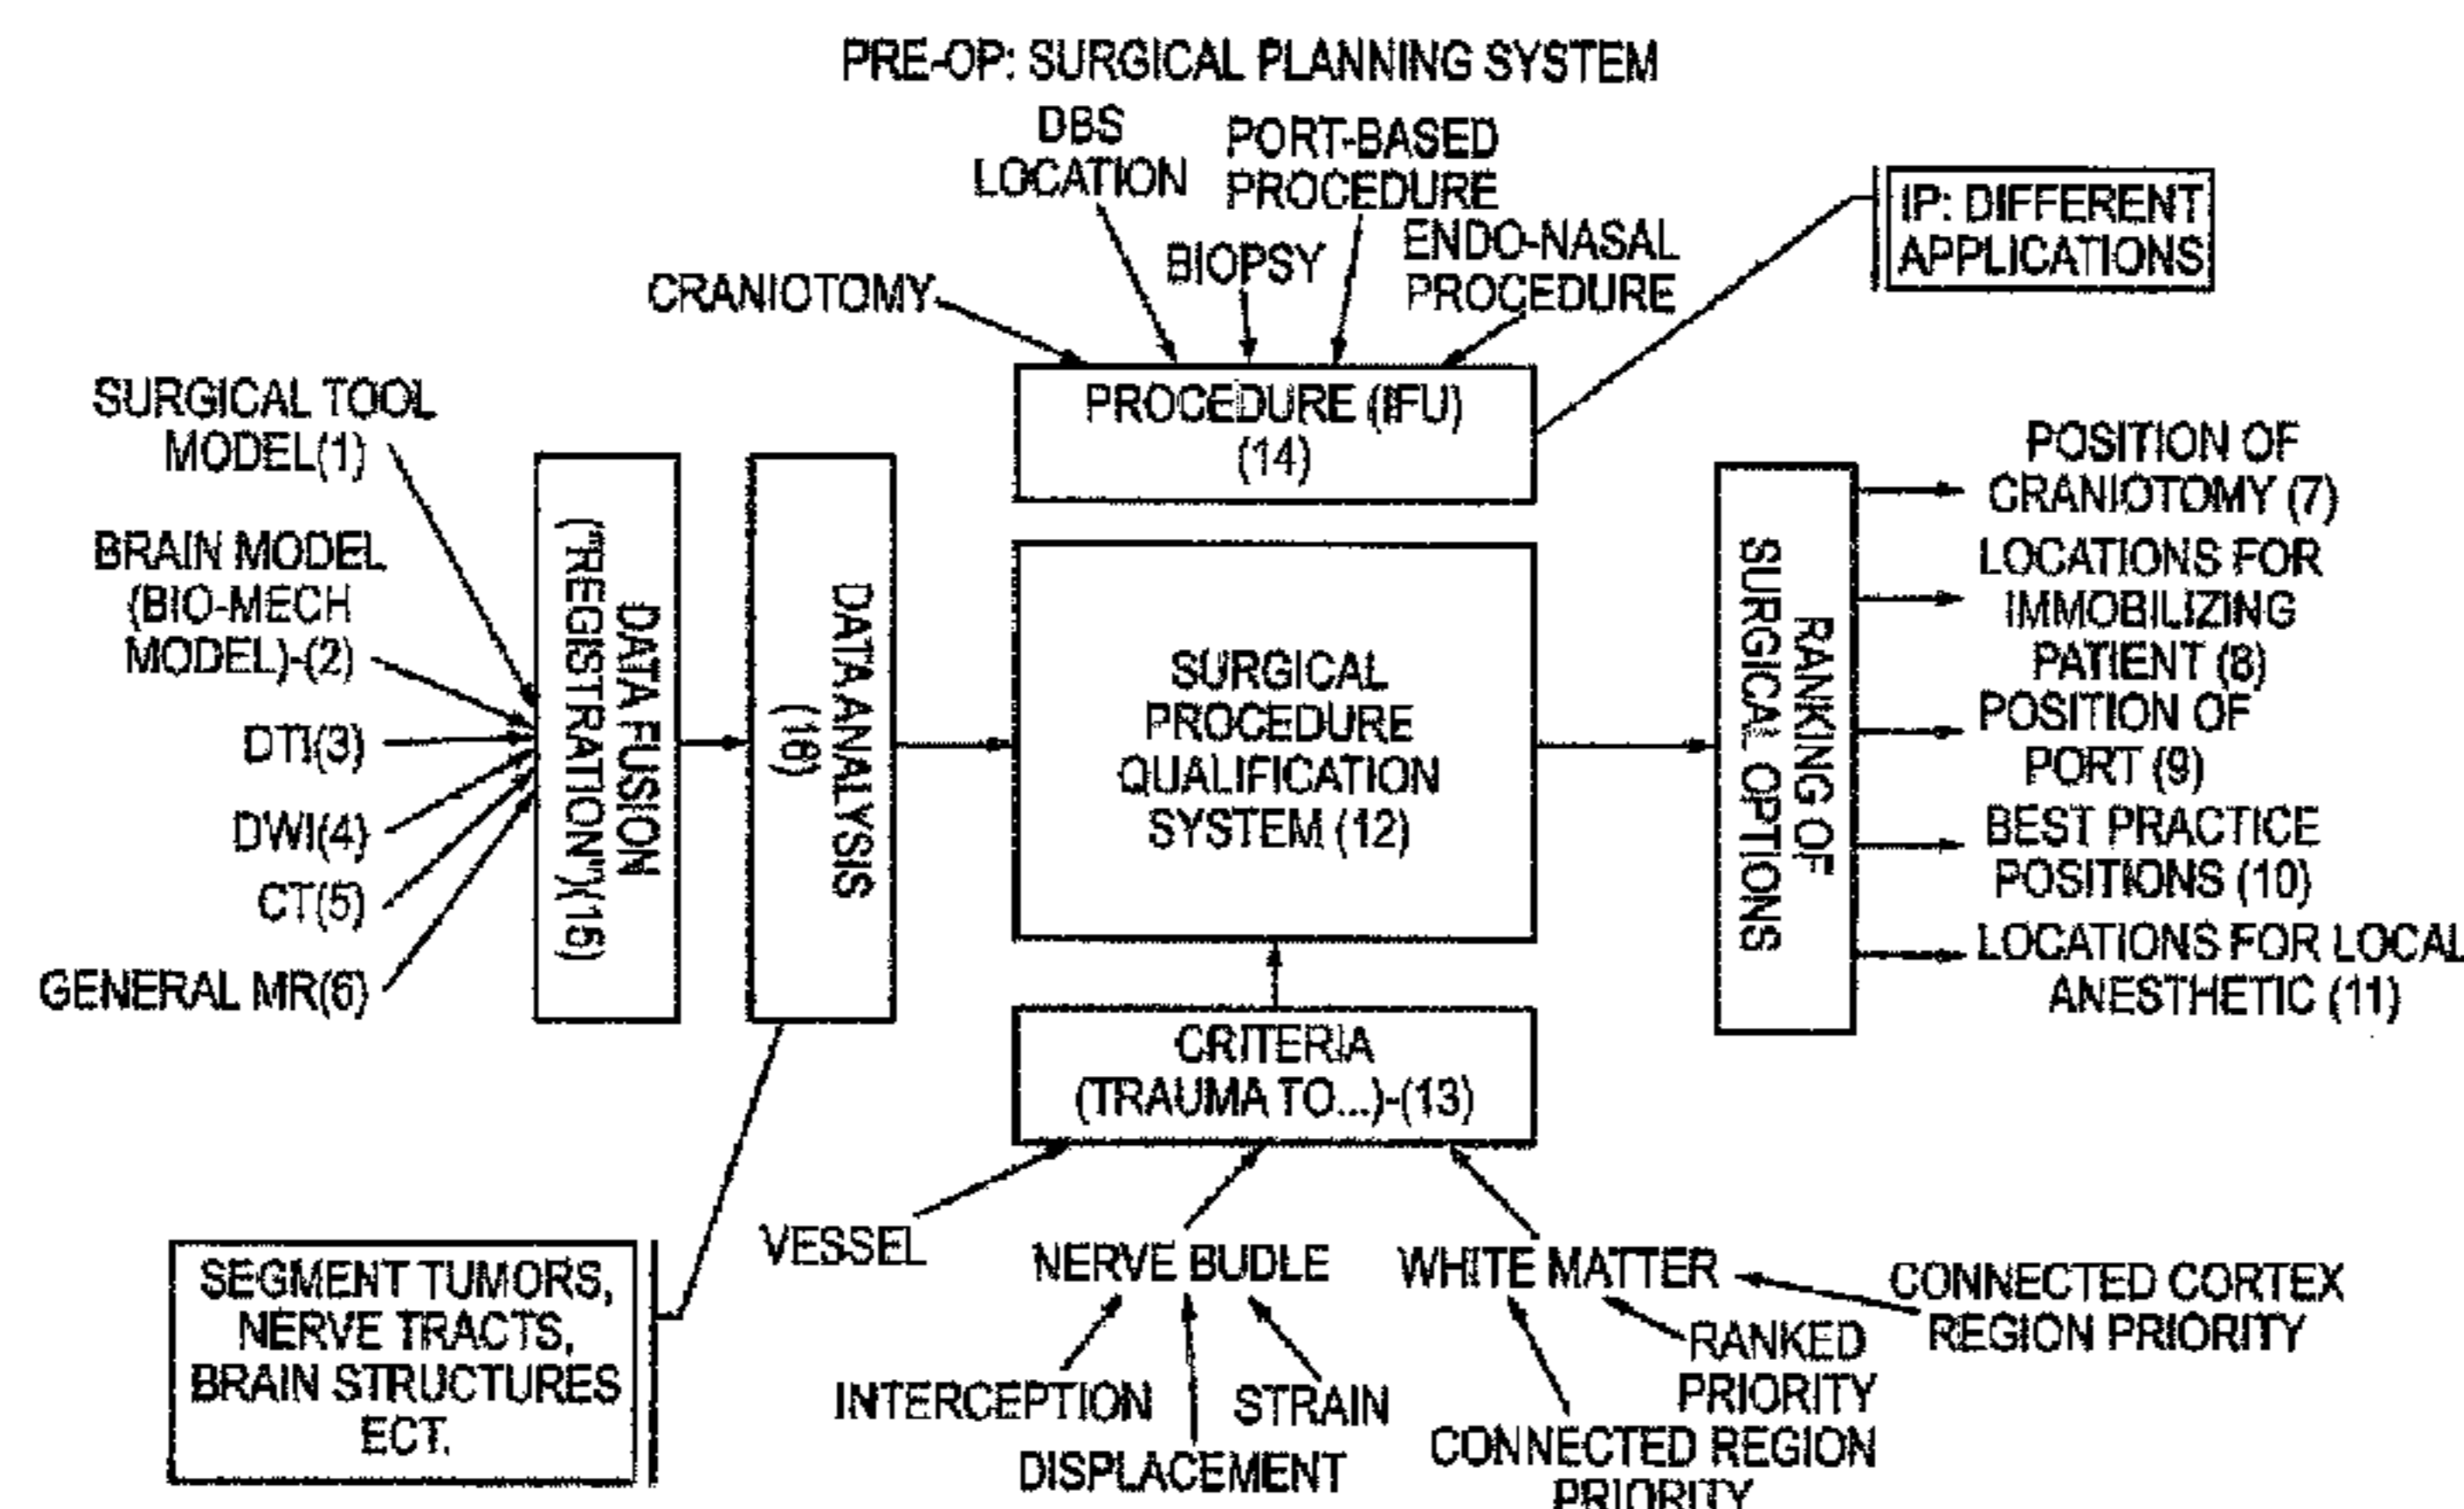 PRE-OP: SURGICAL PLANNING SYSTEM
DBS
LOCATION
PORT-BASED
PROCEDURE
BIOPSY
ENDO-NASAL
PROCEDURE
CRANIOTOMY
IP: DIFFERENT
APPLICATIONS
PROCEDURE (IFU)
(14)
SURGICAL TOOL
MODEL(1)
BRAIN MODEL
(BIO-MECH
MODEL)-(2)
DTI(3)
DWI(4)
CT(5)
GENERAL MR(6)
DATA FUSION
("REGISTRATION")(15)
DATA ANALYSIS
(16)
SURGICAL
PROCEDURE
QUALIFICATION
SYSTEM (12)
RANKING OF
SURGICAL OPTIONS
POSITION OF
CRANIOTOMY (7)
LOCATIONS FOR
IMMOBILIZING
PATIENT (8)
POSITION OF
PORT (9)
BEST PRACTICE
POSITIONS (10)
LOCATIONS FOR LOCAL
ANESTHETIC (11)
CRITERIA
(TRAUMA TO...)-(13)
VESSEL
NERVE BUDLE
WHITE MATTER
CONNECTED CORTEX
REGION PRIORITY
INTERCEPTION
DISPLACEMENT
STRAIN
RANKED
PRIORITY
CONNECTED REGION
PRIORITY
SEGMENT TUMORS,
NERVE TRACTS,
BRAIN STRUCTURES
ECT.